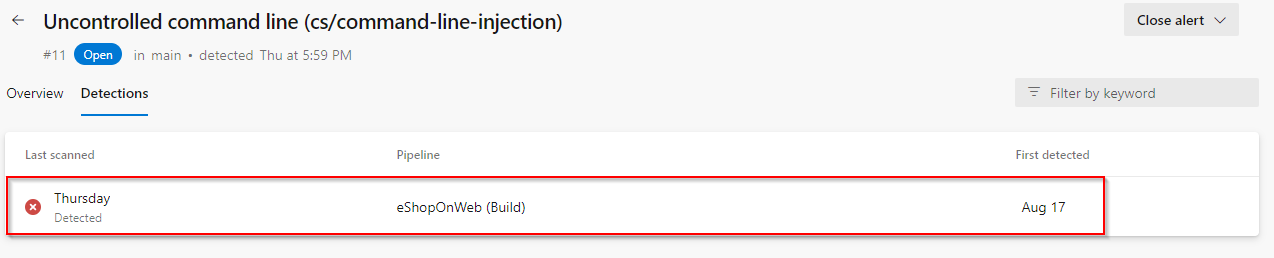 Uncontrolled command line (cs/command-line-injection)
Close alert
#11 Open in main • detected Thu at 5:59 PM
Overview Detections
Filter by keyword
Last scanned Pipeline First detected
Thursday
Detected
eShopOnWeb (Build)
Aug 17